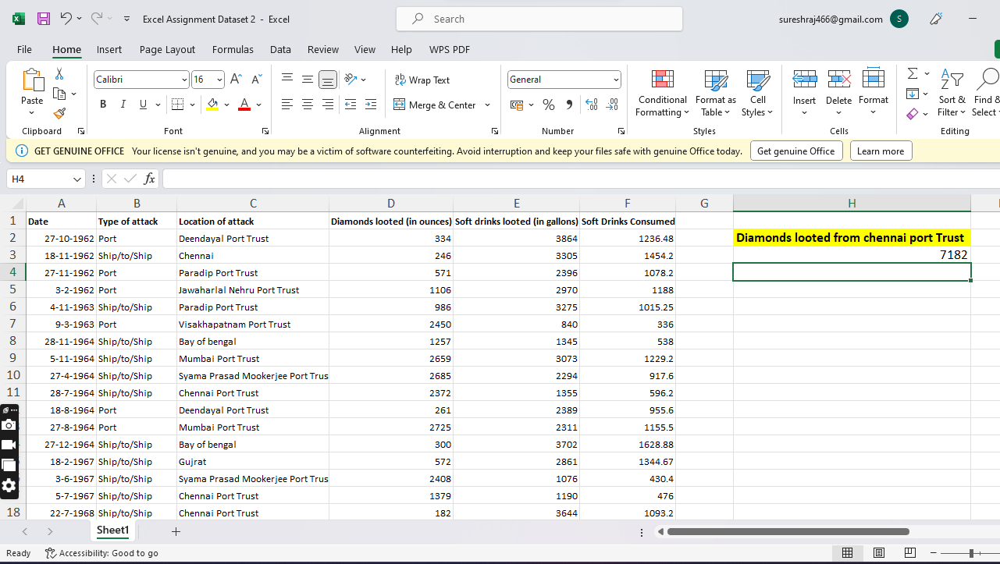 Excel Assignment Dataset 2 - Excel
Search
sureshraj466@gmail.com
S
File Home Insert Page Layout Formulas Data Review View Help WPS PDF
Paste
Clipboard
Calibri 16 A A
B I U A
Font
ab Wrap Text
Merge & Center
Alignment
General
% 9 .00
Number
Conditional Formatting
Format as Table
Cell Styles
Styles
Insert Delete Format
Cells
Sort & Filter
Find & Select
Editing
GET GENUINE OFFICE Your license isn't genuine, and you may be a victim of software counterfeiting. Avoid interruption and keep your files safe with genuine Office today. Get genuine Office Learn more
H4 fx
A B C D E F G H
1 Date Type of attack Location of attack Diamonds looted (in ounces) Soft drinks looted (in gallons) Soft Drinks Consumed
2 27-10-1962 Port Deendayal Port Trust 334 3864 1236.48 Diamonds looted from chennai port Trust
3 18-11-1962 Ship/to/Ship Chennai 246 3305 1454.2 7182
4 27-11-1962 Port Paradip Port Trust 571 2396 1078.2
5 3-2-1962 Port Jawaharlal Nehru Port Trust 1106 2970 1188
6 4-11-1963 Ship/to/Ship Paradip Port Trust 986 3275 1015.25
7 9-3-1963 Port Visakhapatnam Port Trust 2450 840 336
8 28-11-1964 Ship/to/Ship Bay of bengal 1257 1345 538
9 5-11-1964 Ship/to/Ship Mumbai Port Trust 2659 3073 1229.2
10 27-4-1964 Ship/to/Ship Syama Prasad Mookerjee Port Trus 2685 2294 917.6
11 28-7-1964 Ship/to/Ship Chennai Port Trust 2372 1355 596.2
18-8-1964 Port Deendayal Port Trust 261 2389 955.6
27-8-1964 Port Mumbai Port Trust 2725 2311 1155.5
27-12-1964 Ship/to/Ship Bay of bengal 300 3702 1628.88
18-2-1967 Ship/to/Ship Gujrat 572 2861 1344.67
3-6-1967 Ship/to/Ship Syama Prasad Mookerjee Port Trus 2408 1076 430.4
5-7-1967 Ship/to/Ship Chennai Port Trust 1379 1190 476
18 22-7-1968 Ship/to/Ship Chennai Port Trust 182 3644 1093.2
Sheet1
Ready Accessibility: Good to go